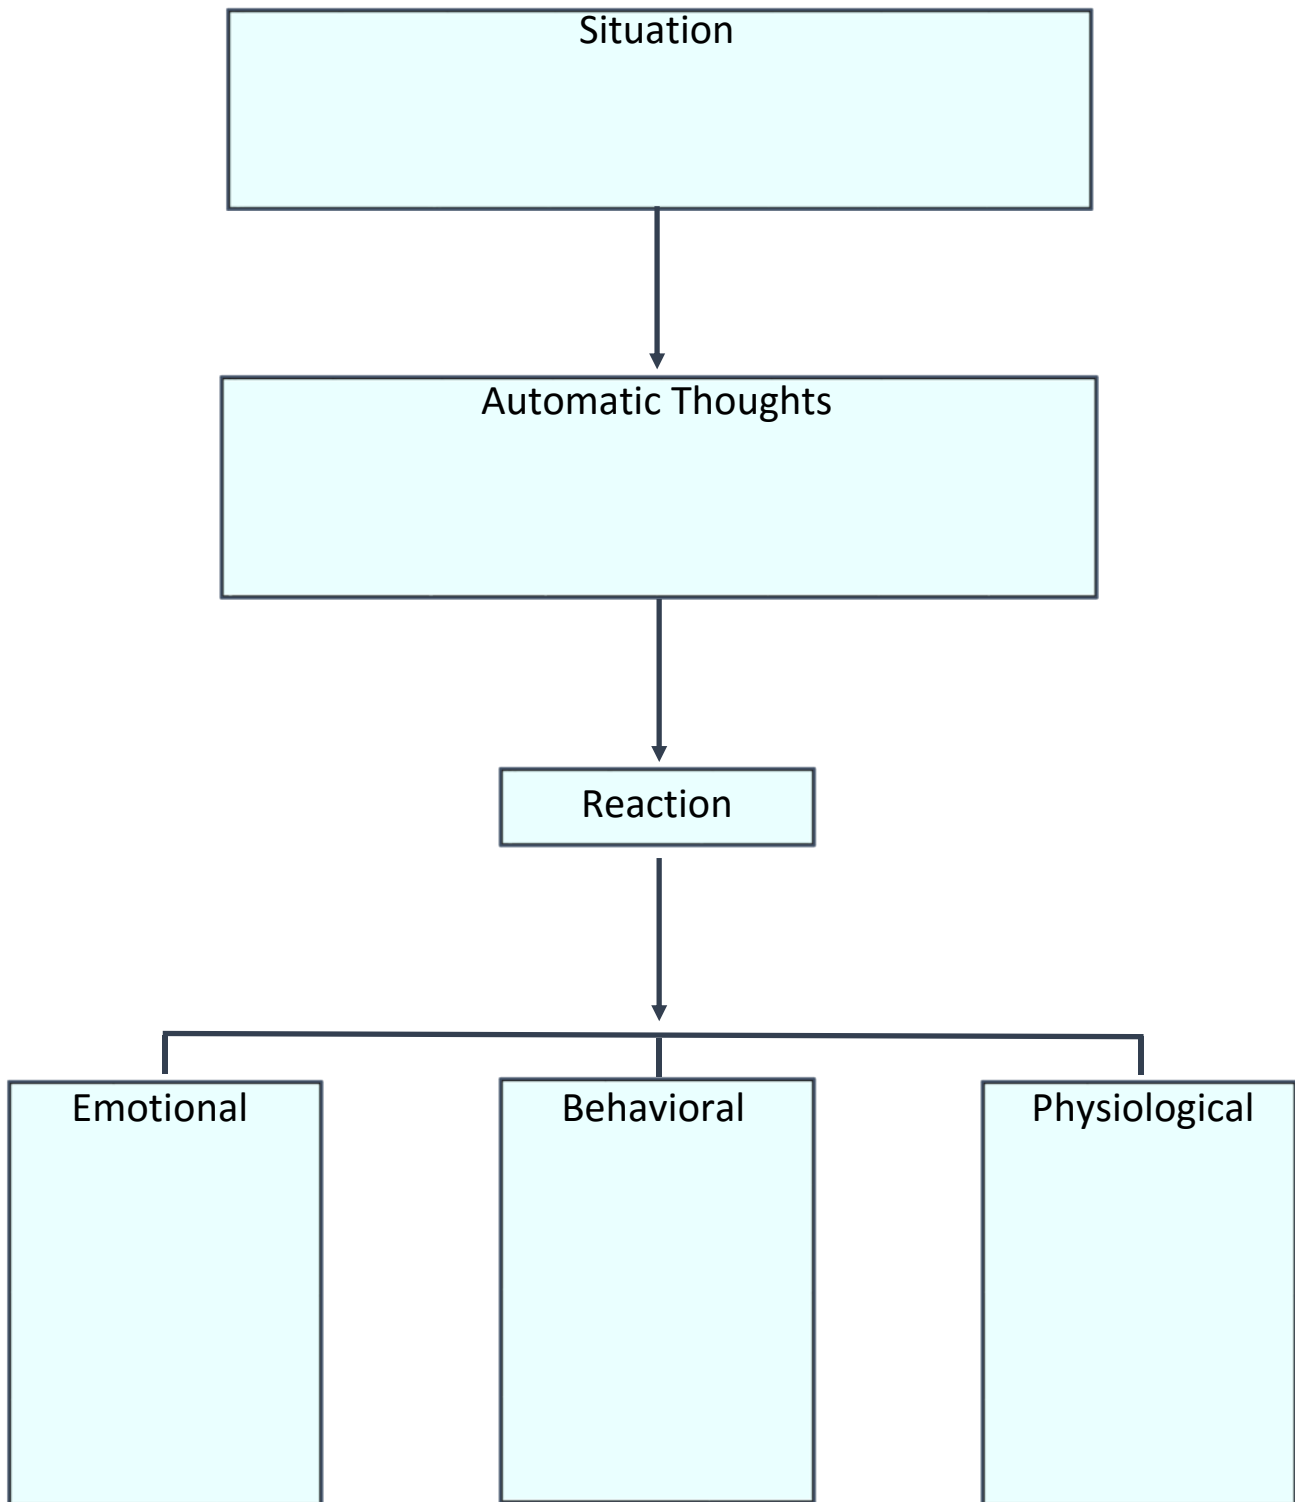 Situation
Automatic Thoughts
Reaction
Emotional
Behavioral
Physiological